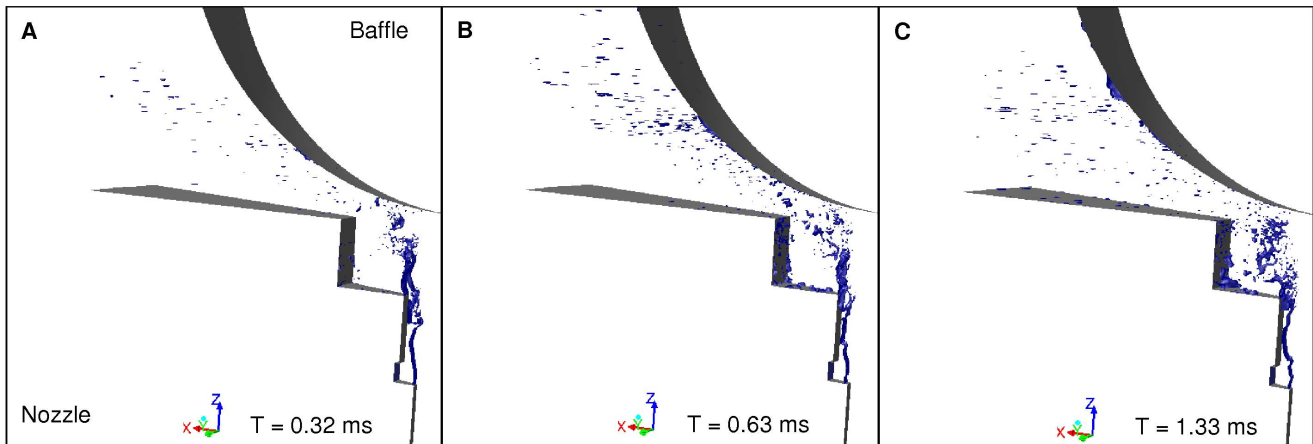 A
Baffle
Nozzle
Z
X
Y
T = 0.32 ms
B
Z
X
T = 0.63 ms
C
Z
X
T = 1.33 ms